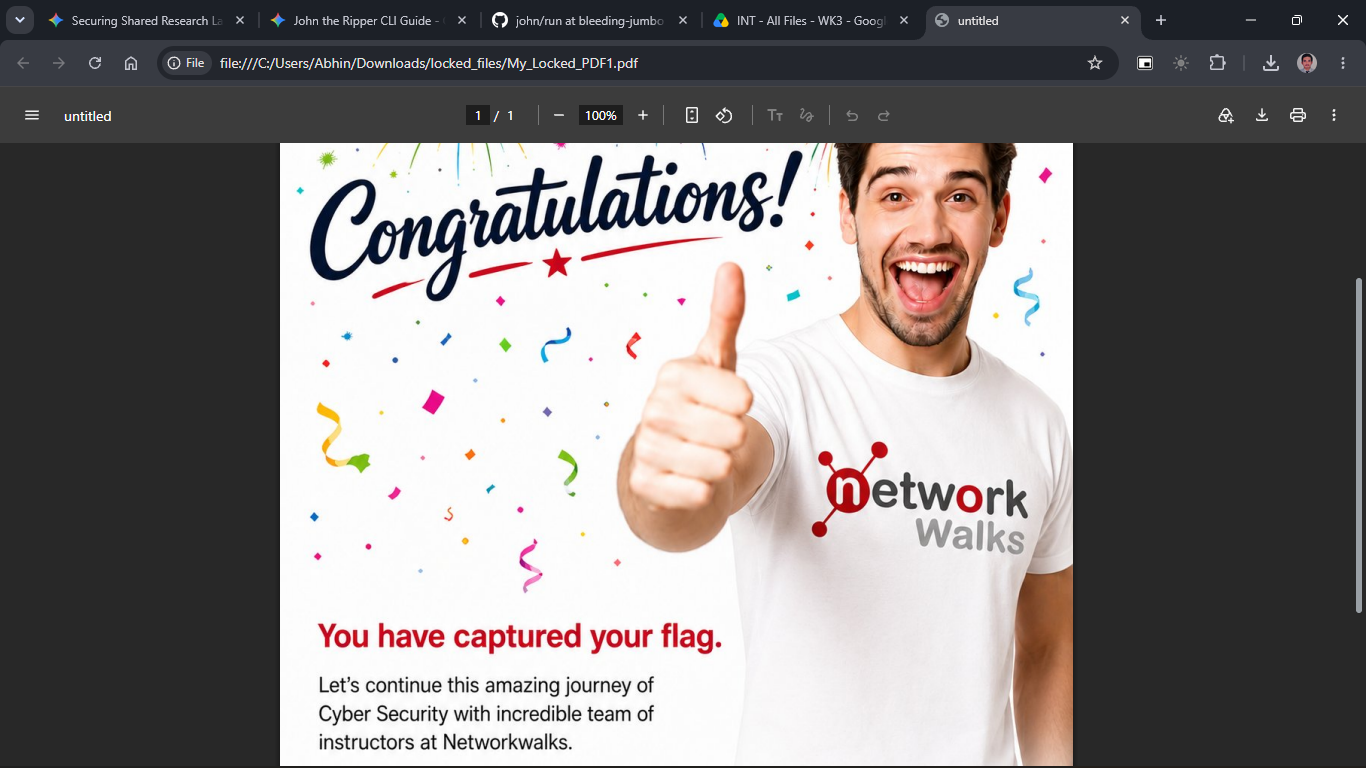 Securing Shared Research La
John the Ripper CLI Guide -
john/run at bleeding-jumbo
INT - All Files - WK3 - Googl
untitled
File
file:///C:/Users/Abhin/Downloads/locked_files/My_Locked_PDF1.pdf
untitled
1 / 1
100%
Congratulations!
network
Walks
You have captured your flag.
Let's continue this amazing journey of
Cyber Security with incredible team of
instructors at Networkwalks.